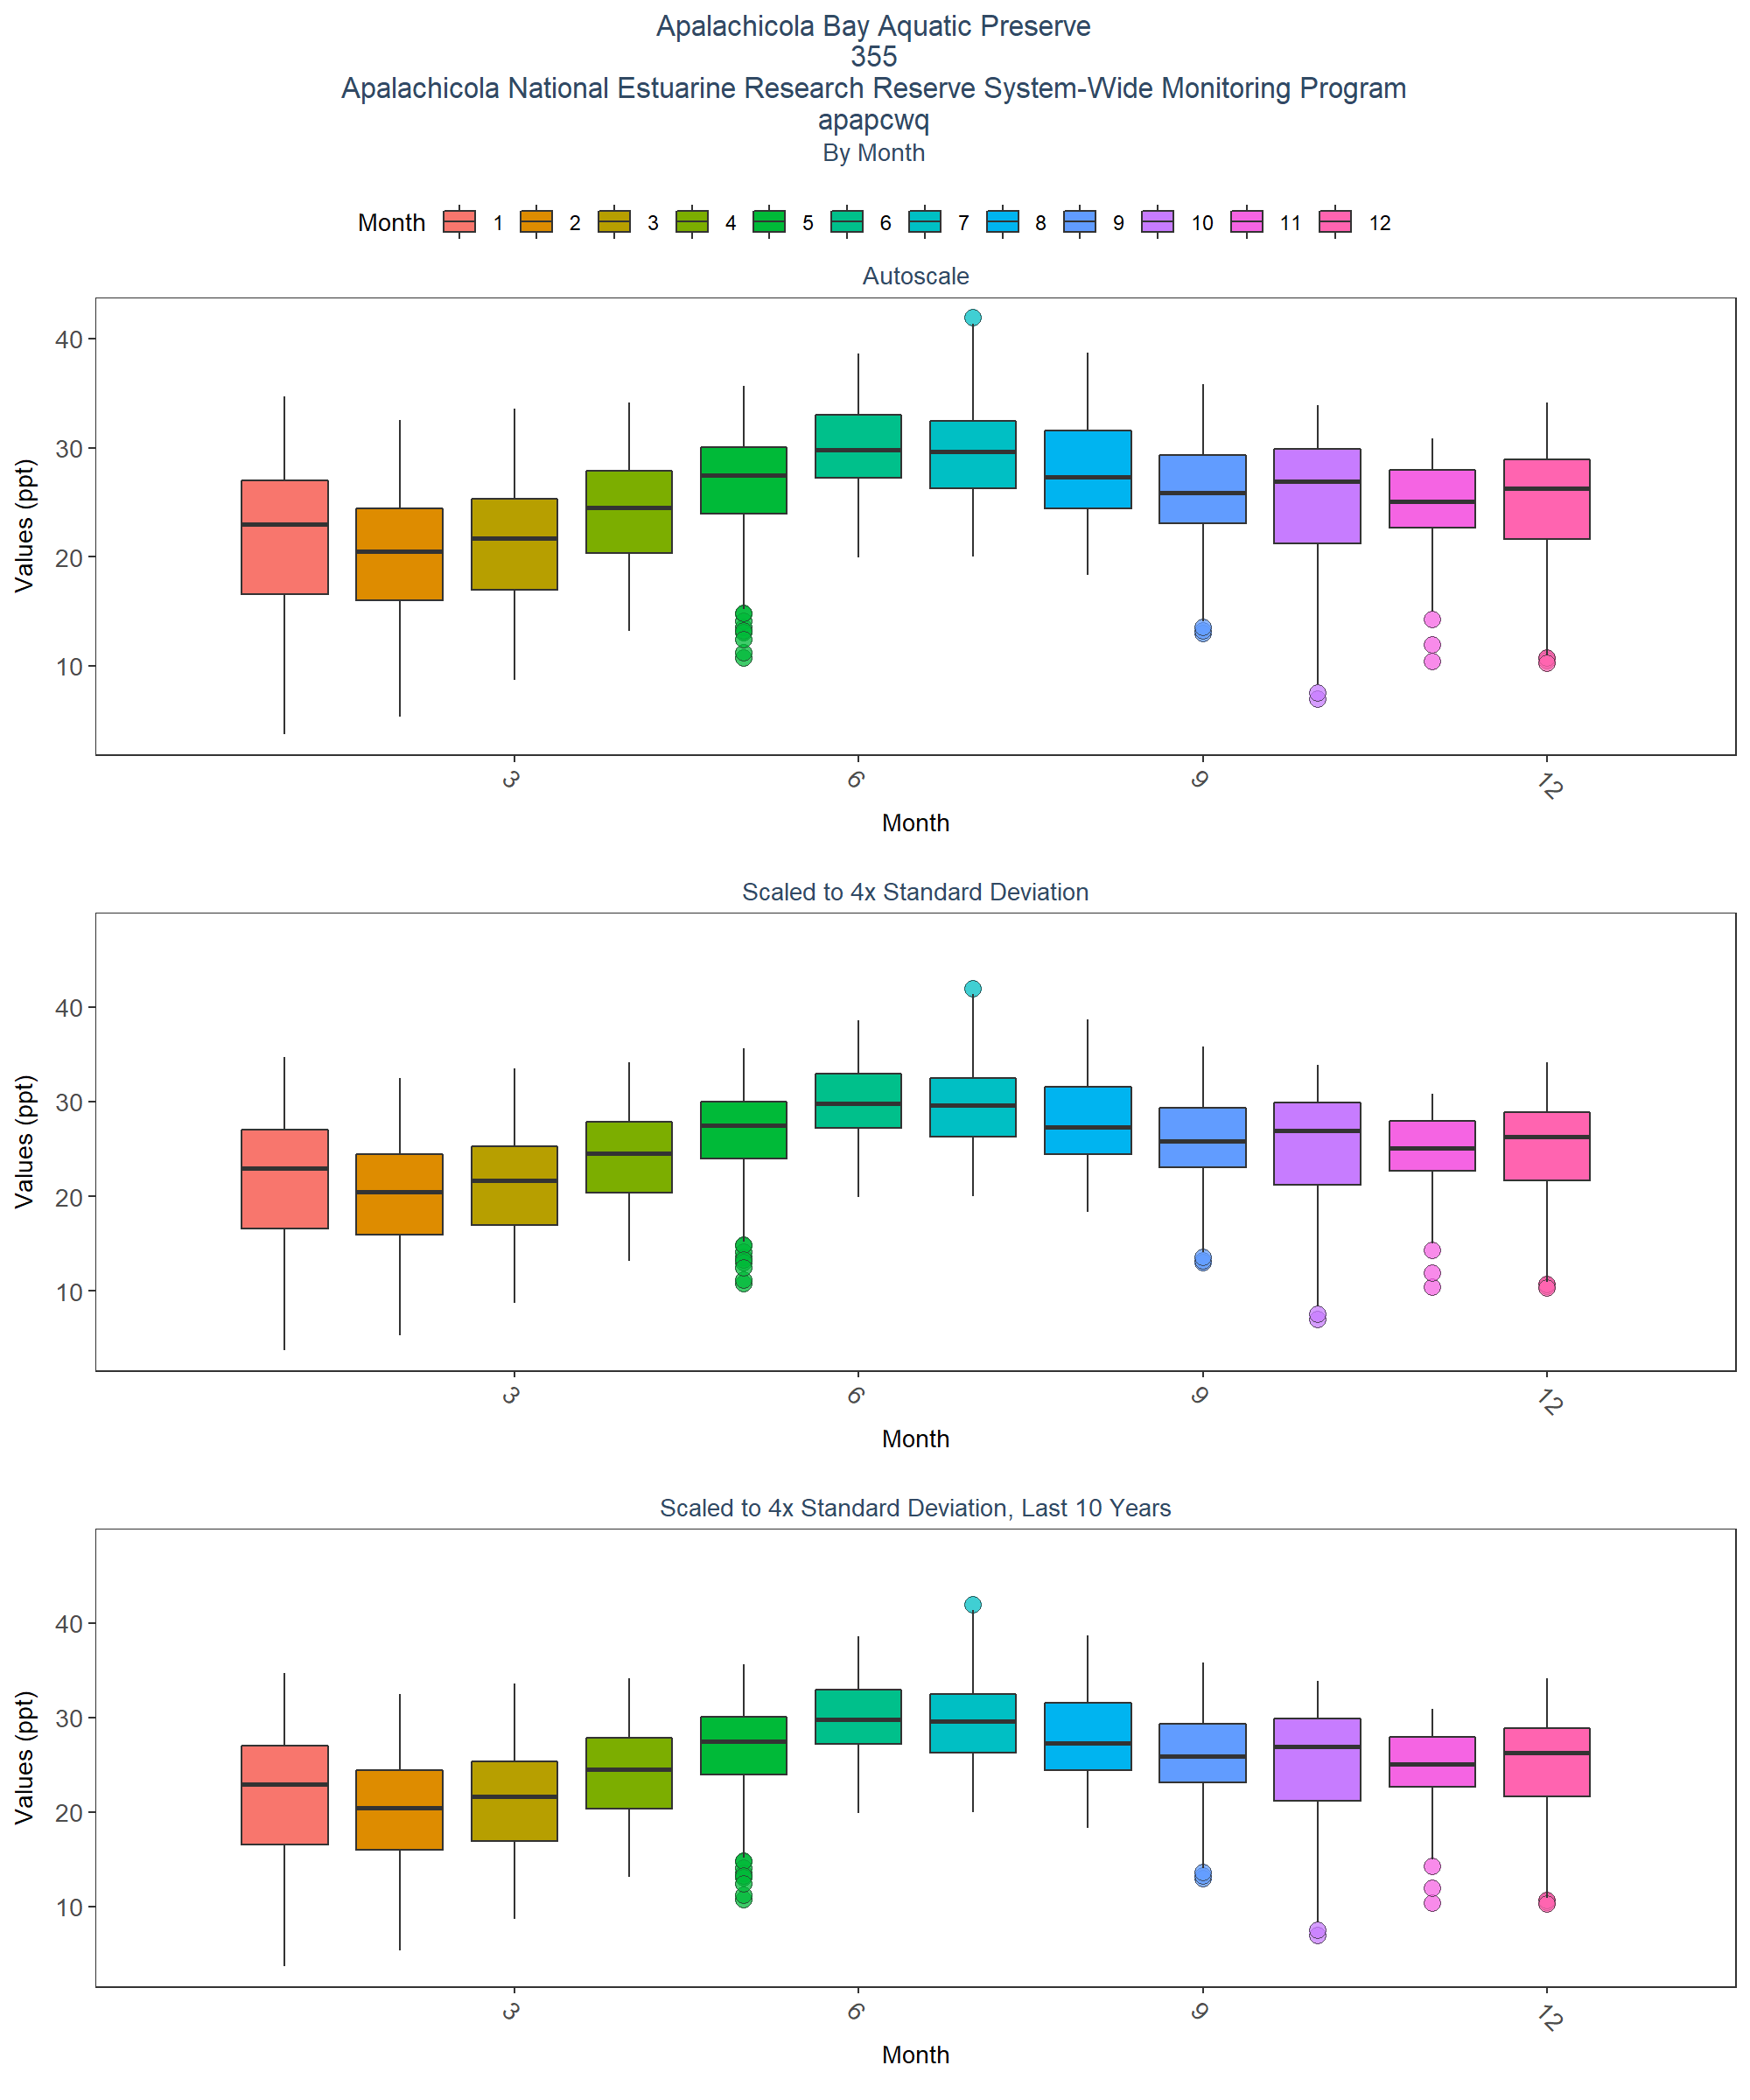 Apalachicola Bay Aquatic Preserve
355
Apalachicola National Estuarine Research Reserve System-Wide Monitoring Program
apapcwq
By Month
Month 1 2 3 4 5 6 7 8 9 10 11 12
Autoscale
40
30
20
10
Values (ppt)
3 6 9 12
Month
Scaled to 4x Standard Deviation
40
30
20
10
Values (ppt)
3 6 9 12
Month
Scaled to 4x Standard Deviation, Last 10 Years
40
30
20
10
Values (ppt)
3 6 9 12
Month